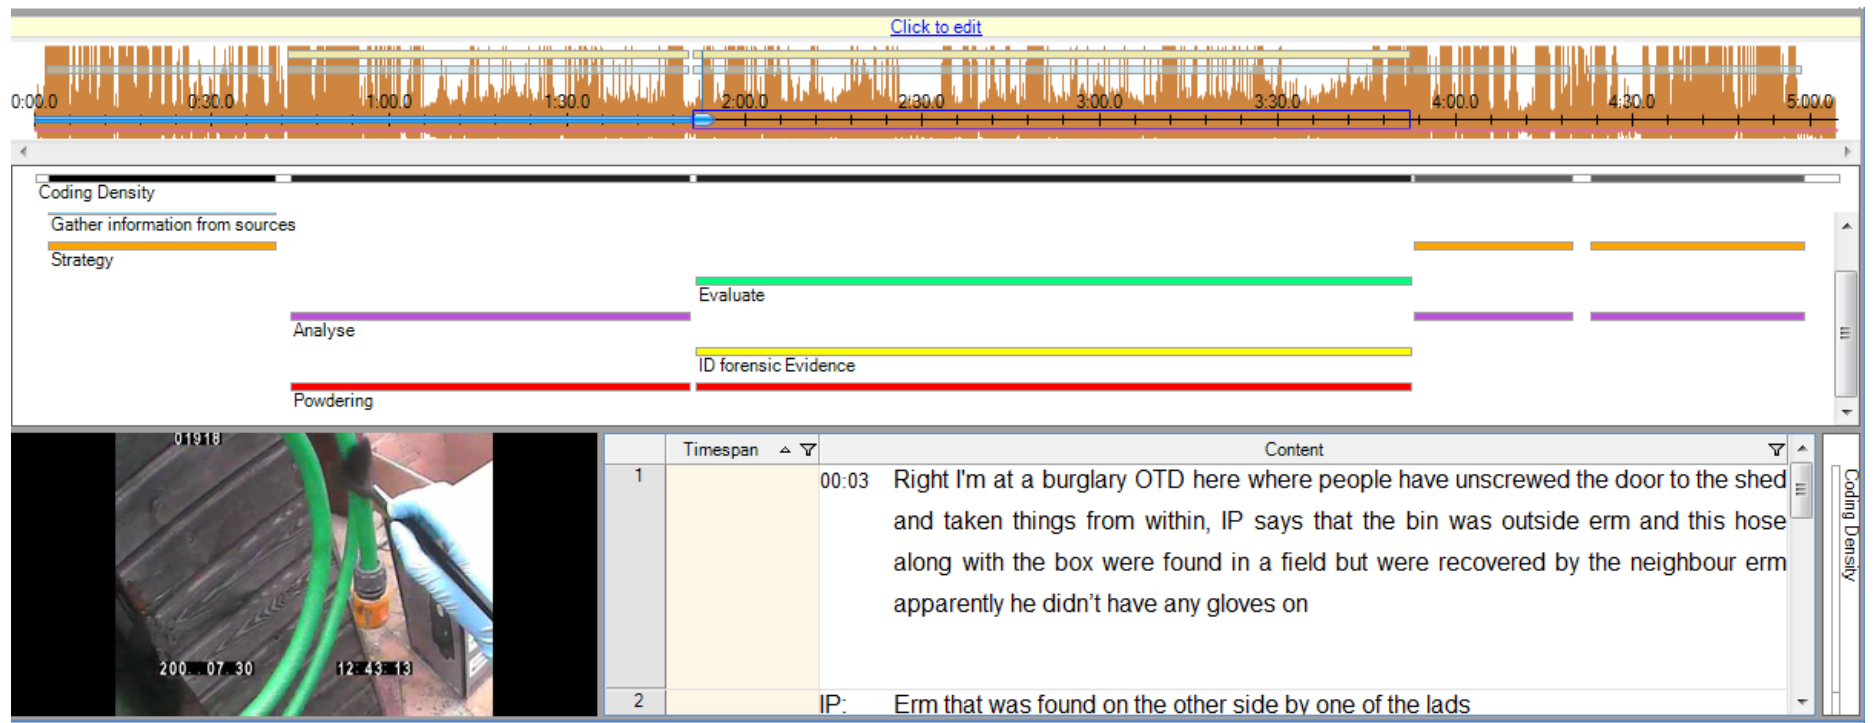 Click to edit
0:00.0 0:30.0 1:00.0 1:30.0 2:00.0 2:30.0 3:00.0 3:30.0 4:00.0 4:30.0 5:00.0
Coding Density
Gather information from sources
Strategy
Evaluate
Analyse
ID forensic Evidence
Powdering
01918
200 . 07. 30 12: 43: 13
Timespan Content
1 00:03 Right I'm at a burglary OTD here where people have unscrewed the door to the shed
and taken things from within, IP says that the bin was outside erm and this hose
along with the box were found in a field but were recovered by the neighbour erm
apparently he didn’t have any gloves on
2 IP: Erm that was found on the other side by one of the lads
Coding Density